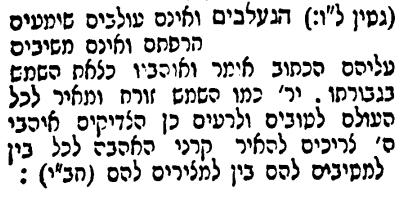 (גטין ל"ו:) הנעלבים ואינם עולבים שומעים
חרפתם ואינם משיבים
עליהם הכתוב אומר ואוהביו כצאת השמש
בגבורתו. יר' כמו השמש זורח ומאיר לכל
העולם לטובים ולרעים כן הצדיקים אוהבי
ה' צריכים להאיר קרני האהבה לכל בין
למטיבים להם בין למצירים להם (חב"י) :